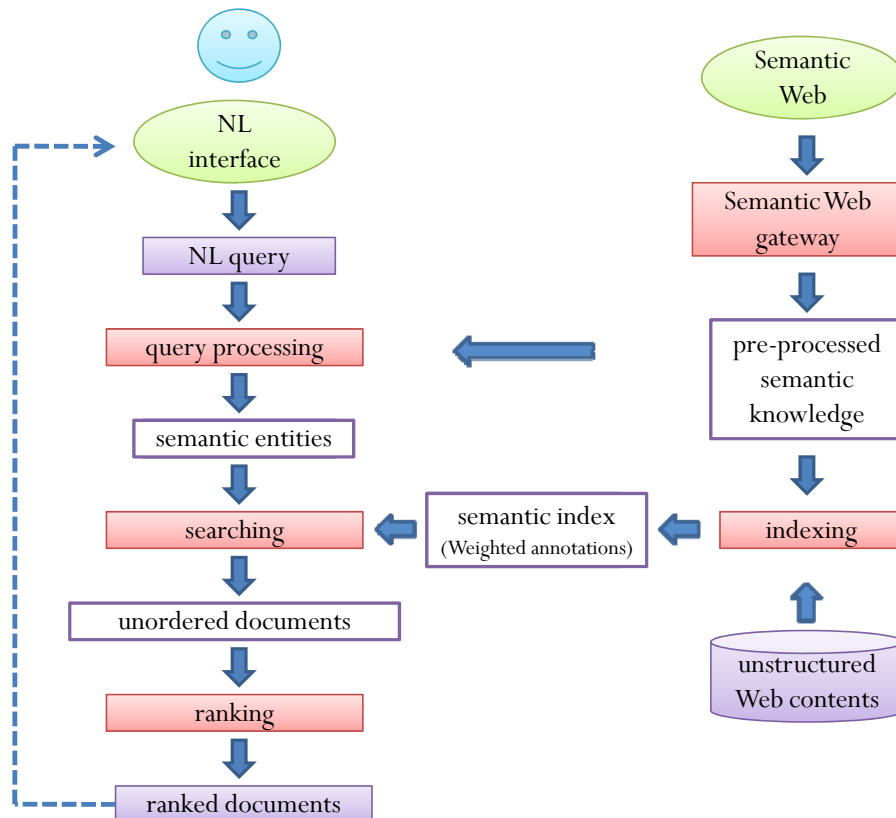 NL
interface
NL query
query processing
semantic entities
searching
unordered documents
ranking
ranked documents
semantic index
(Weighted annotations)
Semantic
Web
Semantic Web
gateway
pre-processed
semantic
knowledge
indexing
unstructured
Web contents